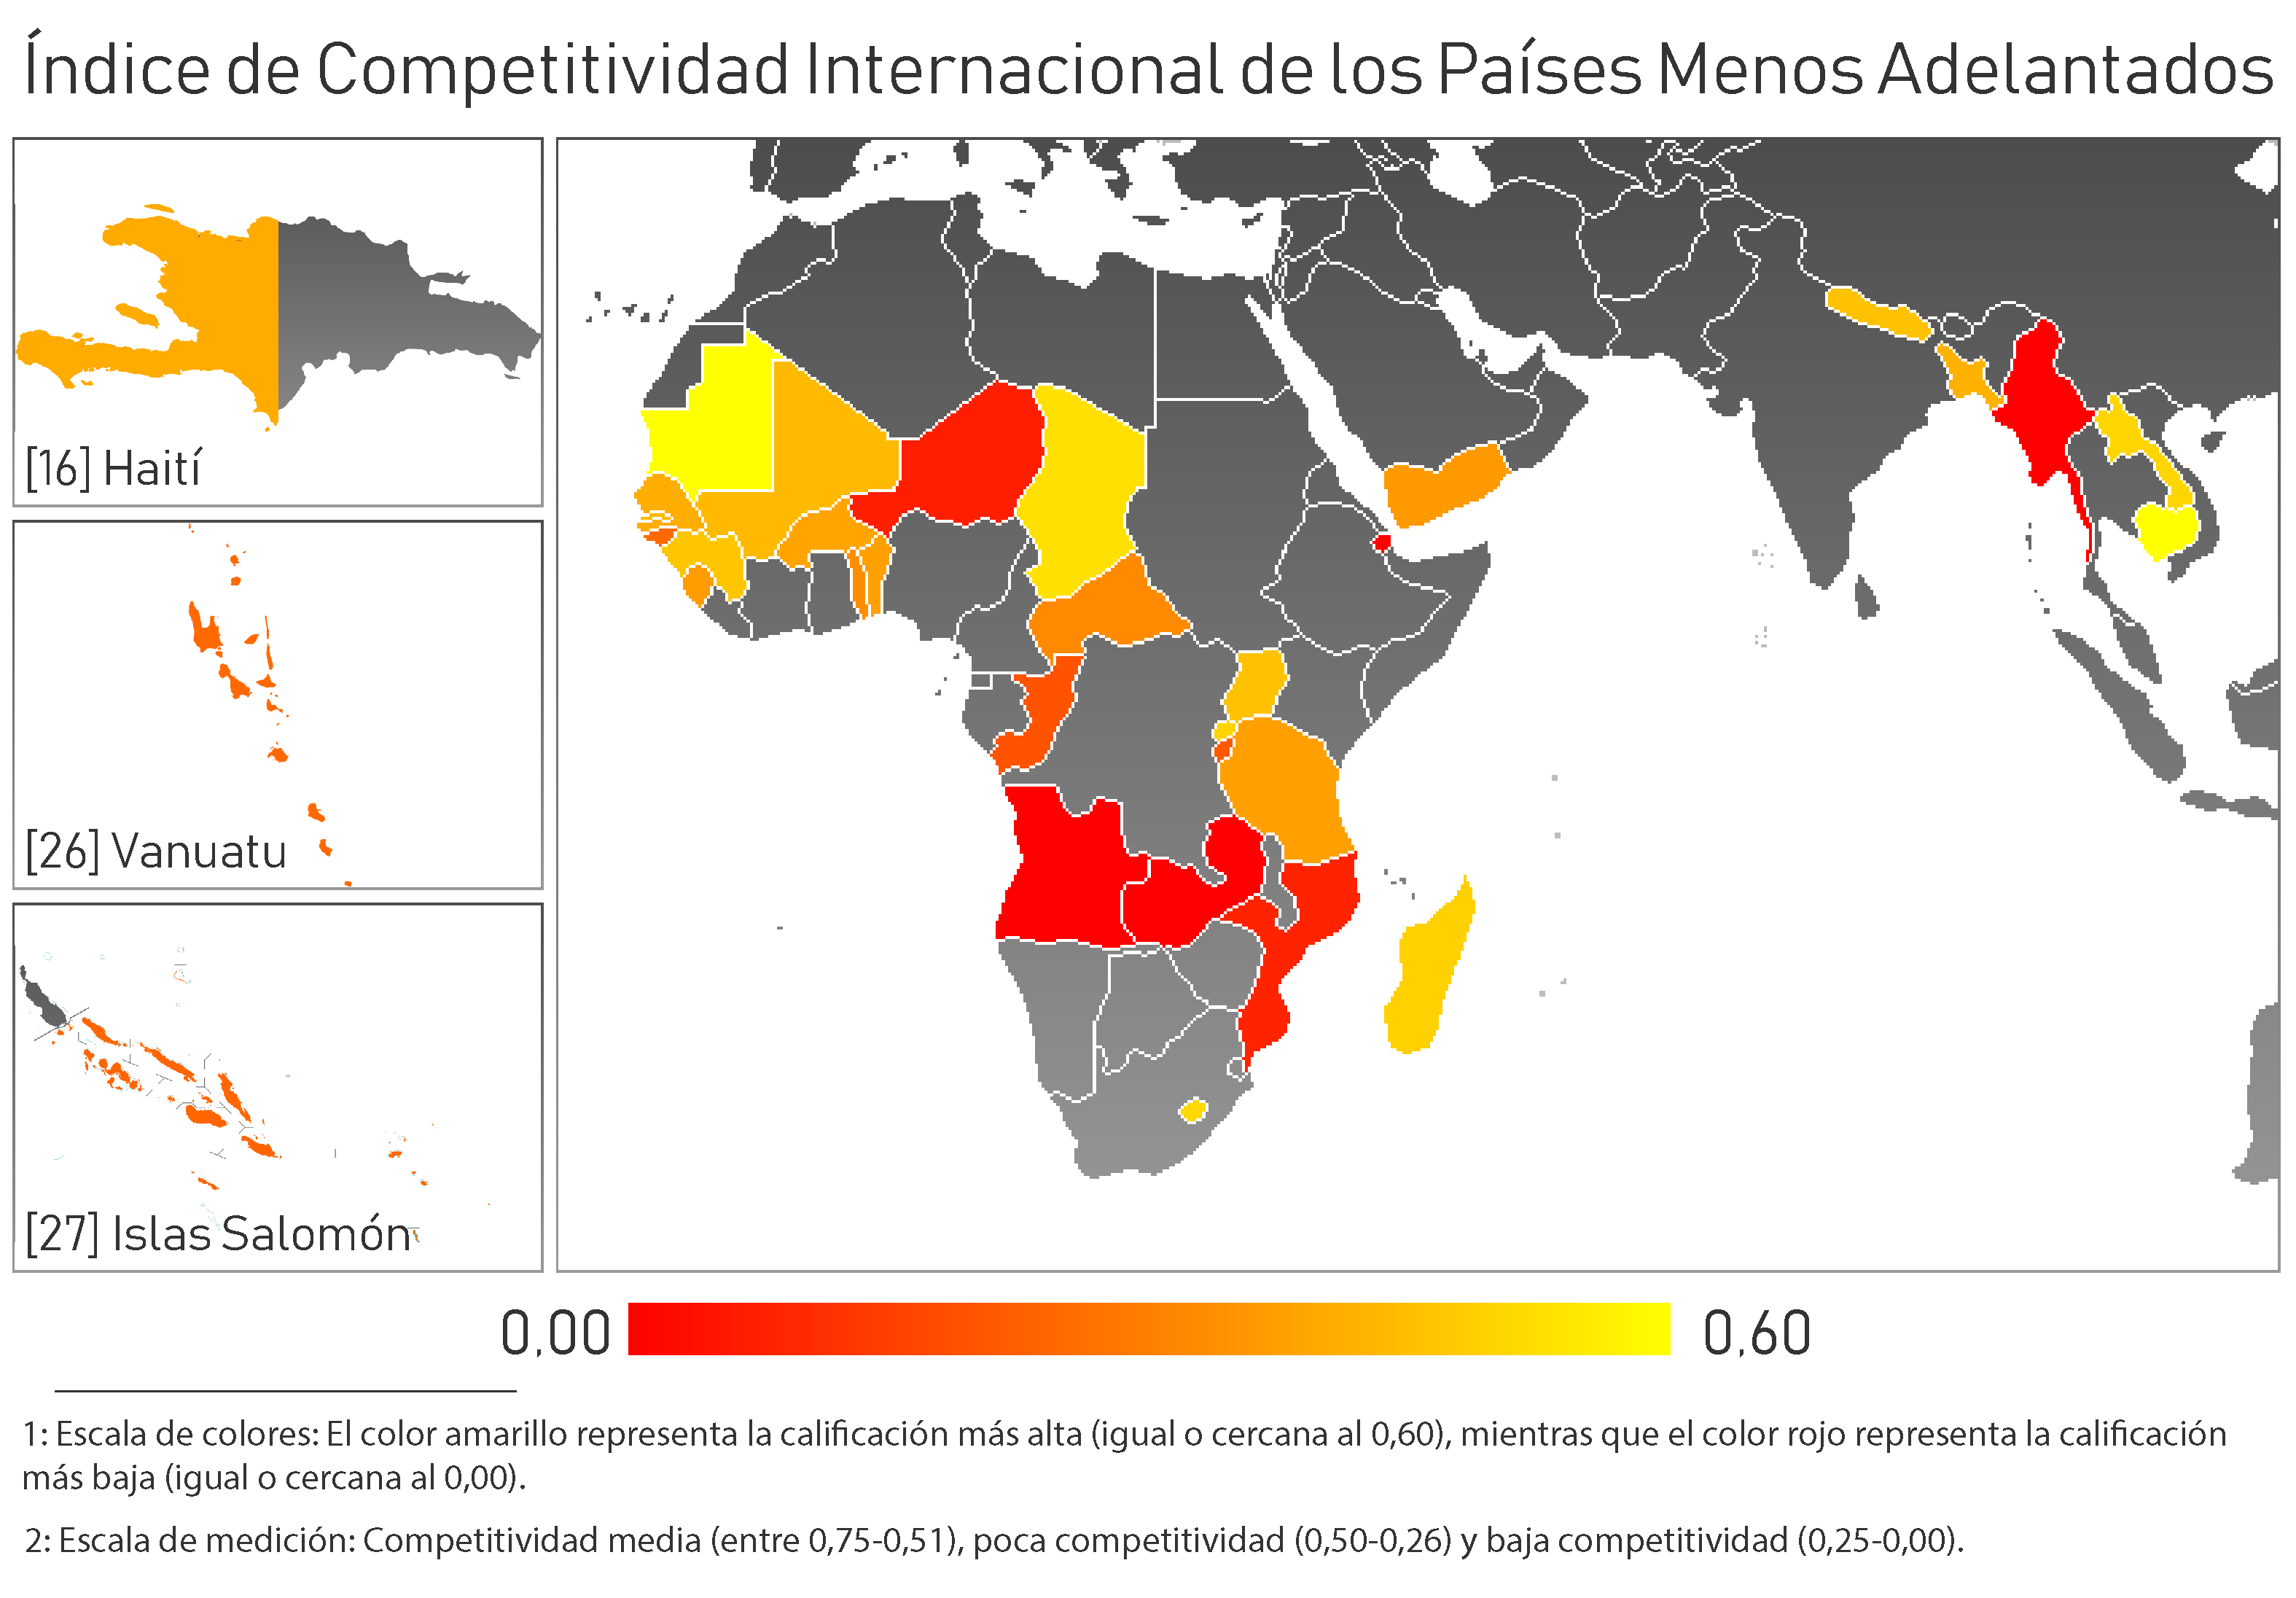 Índice de Competitividad Internacional de los Países Menos Adelantados
[16] Haití
[26] Vanuatu
[27] Islas Salomón
0,00
0,60
1: Escala de colores: El color amarillo representa la calificación más alta (igual o cercana al 0,60), mientras que el color rojo representa la calificación
más baja (igual o cercana al 0,00).
2: Escala de medición: Competitividad media (entre 0,75-0,51), poca competitividad (0,50-0,26) y baja competitividad (0,25-0,00).